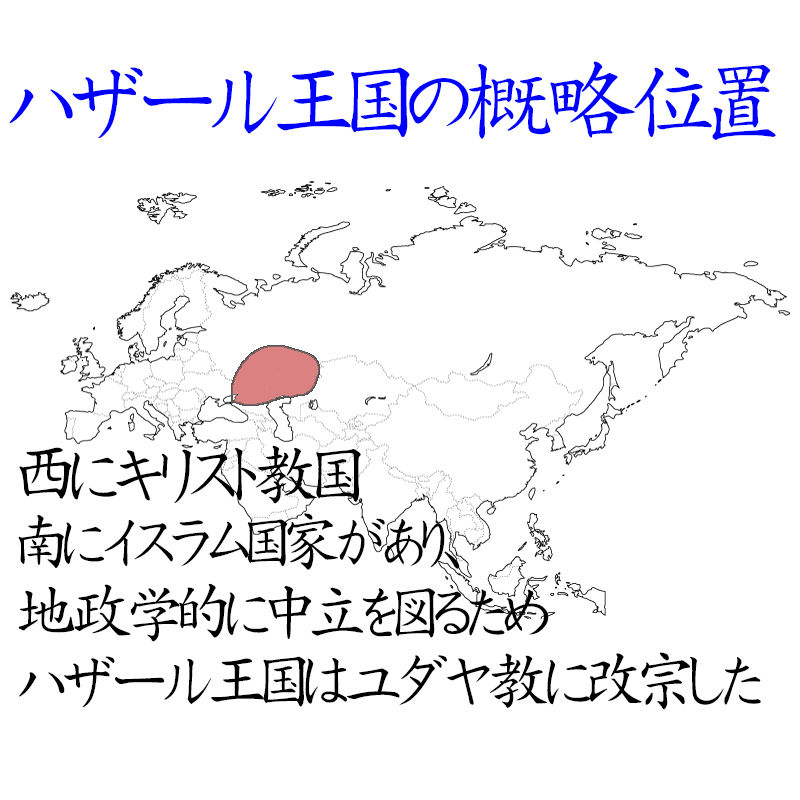 ハザール王国の概略位置
西にキリスト教国
南にイスラム国家があり、
地政学的に中立を図るため
ハザール王国はユダヤ教に改宗した